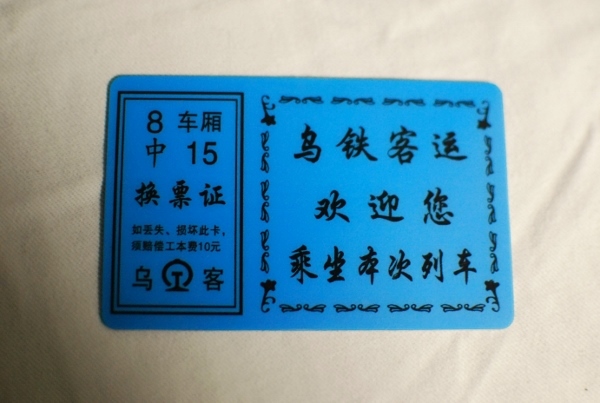 8 车厢
中 15
换票证
如丢失、损坏此卡，
须赔偿工本费10元
乌 客
乌铁客运
欢迎您
乘坐本次列车